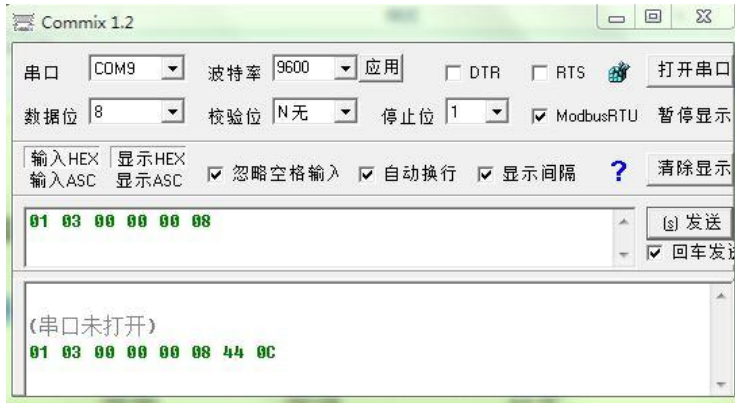 Commix 1.2
串口 COM9 波特率 9600 应用 DTR RTS 打开串口
数据位 8 校验位 N无 停止位 1 ModbusRTU 暂停显示
输入HEX 显示HEX
输入ASC 显示ASC 忽略空格输入 自动换行 显示间隔 ? 清除显示
01 03 00 00 00 08 (s) 发送
回车发送
(串口未打开)
01 03 00 00 00 08 44 0C